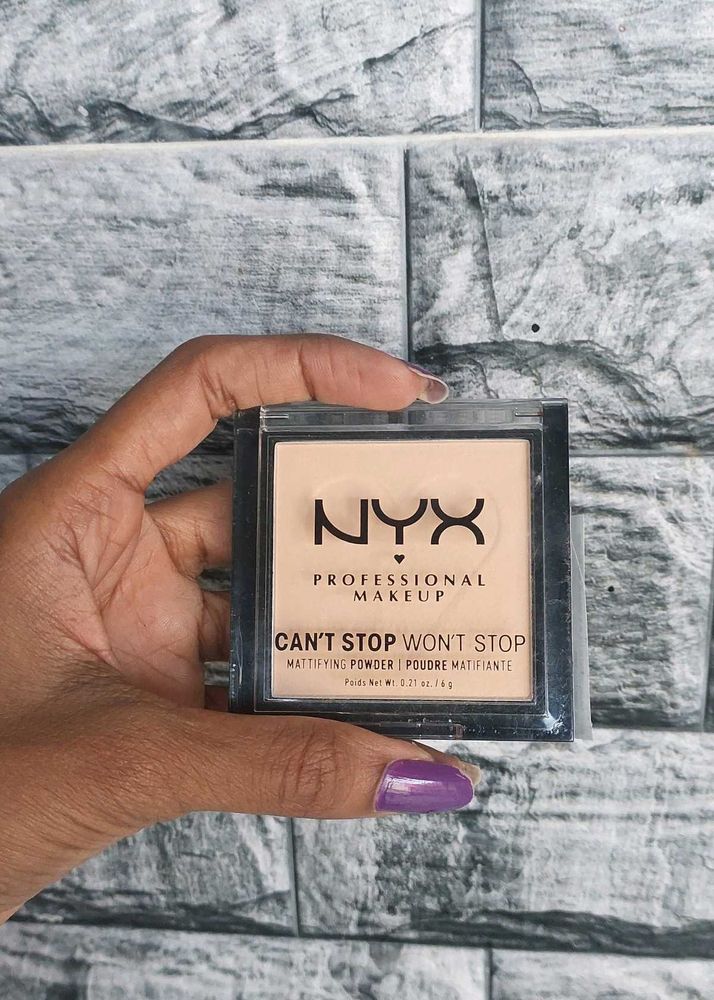 NYX
PROFESSIONAL
MAKEUP
CAN'T STOP WON'T STOP
MATTIFYING POWDER | POUDRE MATIFIANTE
Poids Net Wt. 0.21 oz. / 6 g